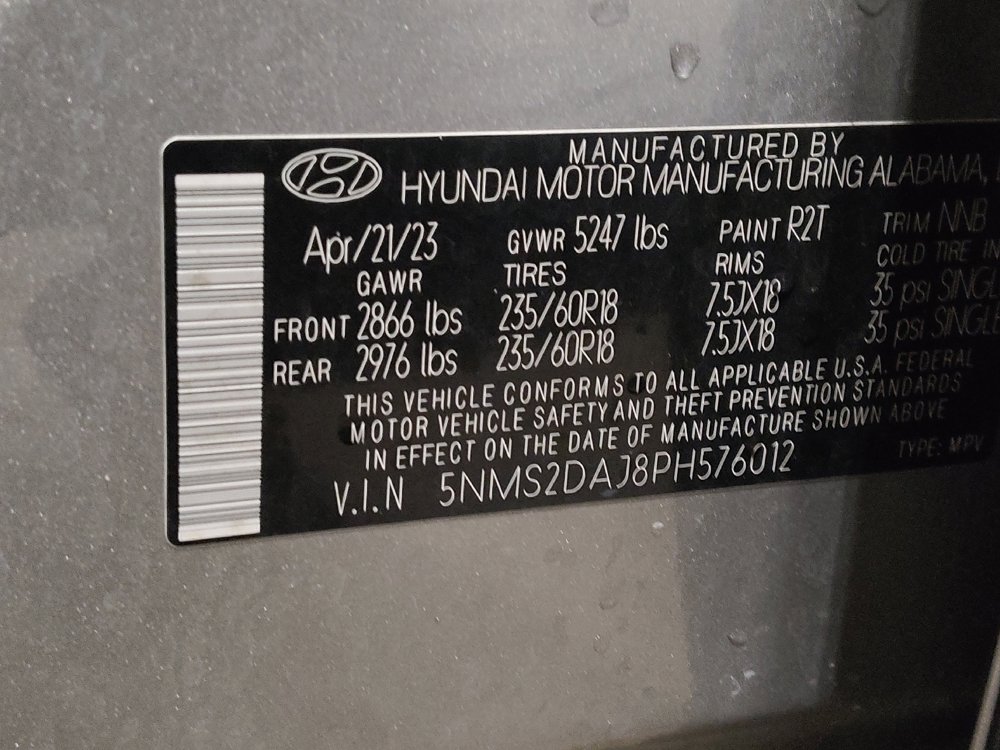 MANUFACTURED BY
HYUNDAI MOTOR MANUFACTURING ALABAMA,
Apr/21/23 GVWR 5247 lbs PAINT R2T TRIM NNB
GAWR TIRES RIMS COLD TIRE
FRONT 2866 lbs 235/60R18 7.5JX18 35 psi
REAR 2976 lbs 235/60R18 7.5JX18 35 psi
THIS VEHICLE CONFORMS TO ALL APPLICABLE U.S.A. FEDERAL
MOTOR VEHICLE SAFETY AND THEFT PREVENTION STANDARDS
IN EFFECT ON THE DATE OF MANUFACTURE SHOWN ABOVE
V.I.N 5NMS2DAJ8PH576012 TYPE: MPV